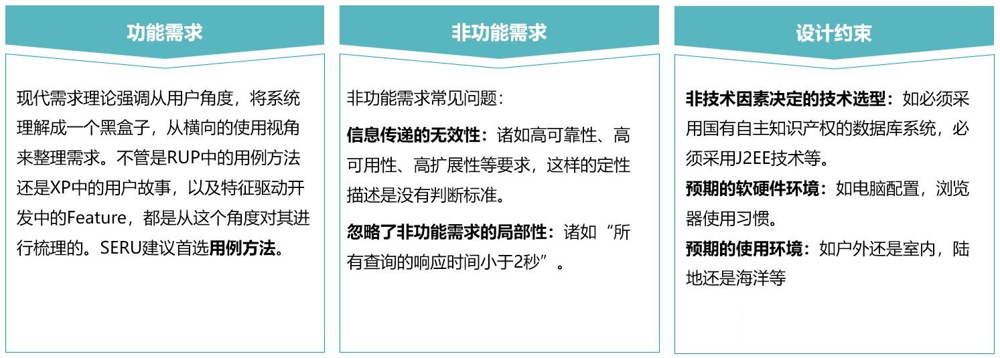 功能需求
现代需求理论强调从用户角度，将系统
理解成一个黑盒子，从横向的使用视角
来整理需求。不管是RUP中的用例方法
还是XP中的用户故事，以及特征驱动开
发中的Feature，都是从这个角度对其进
行梳理的。SERU建议首选用例方法。
非功能需求
非功能需求常见问题：
信息传递的无效性：诸如高可靠性、高
可用性、高扩展性等要求，这样的定性
描述是没有判断标准。
忽略了非功能需求的局部性：诸如“所
有查询的响应时间小于2秒”。
设计约束
非技术因素决定的技术选型：如必须采
用国有自主知识产权的数据库系统，必
须采用J2EE技术等。
预期的软硬件环境：如电脑配置，浏览
器使用习惯。
预期的使用环境：如户外还是室内，陆
地还是海洋等